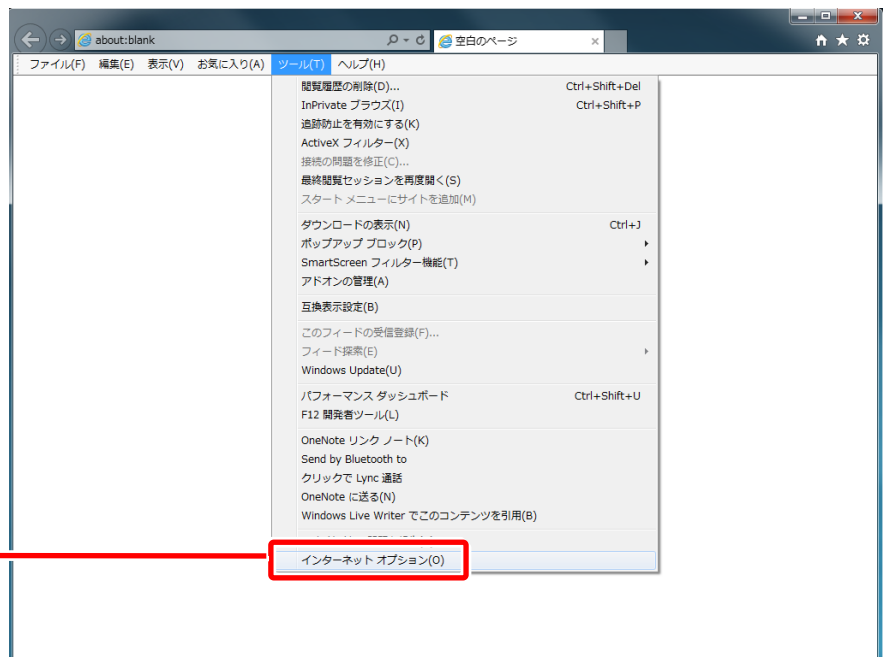 about:blank
空白のページ
ファイル(F) 編集(E) 表示(V) お気に入り(A) ツール(T) ヘルプ(H)
閲覧履歴の削除(D)... Ctrl+Shift+Del
InPrivate ブラウズ(I) Ctrl+Shift+P
追跡防止を有効にする(K)
ActiveX フィルター(X)
接続の問題を修正(C)...
最終閲覧セッションを再度開く(S)
スタート メニューにサイトを追加(M)
ダウンロードの表示(N) Ctrl+J
ポップアップ ブロック(P)
SmartScreen フィルター機能(T)
アドオンの管理(A)
互換表示設定(B)
このフィードの受信登録(F)...
フィード探索(E)
Windows Update(U)
パフォーマンス ダッシュボード Ctrl+Shift+U
F12 開発者ツール(L)
OneNote リンク ノート(K)
Send by Bluetooth to
クリックで Lync 通話
OneNote に送る(N)
Windows Live Writer でこのコンテンツを引用(B)
インターネット オプション(O)